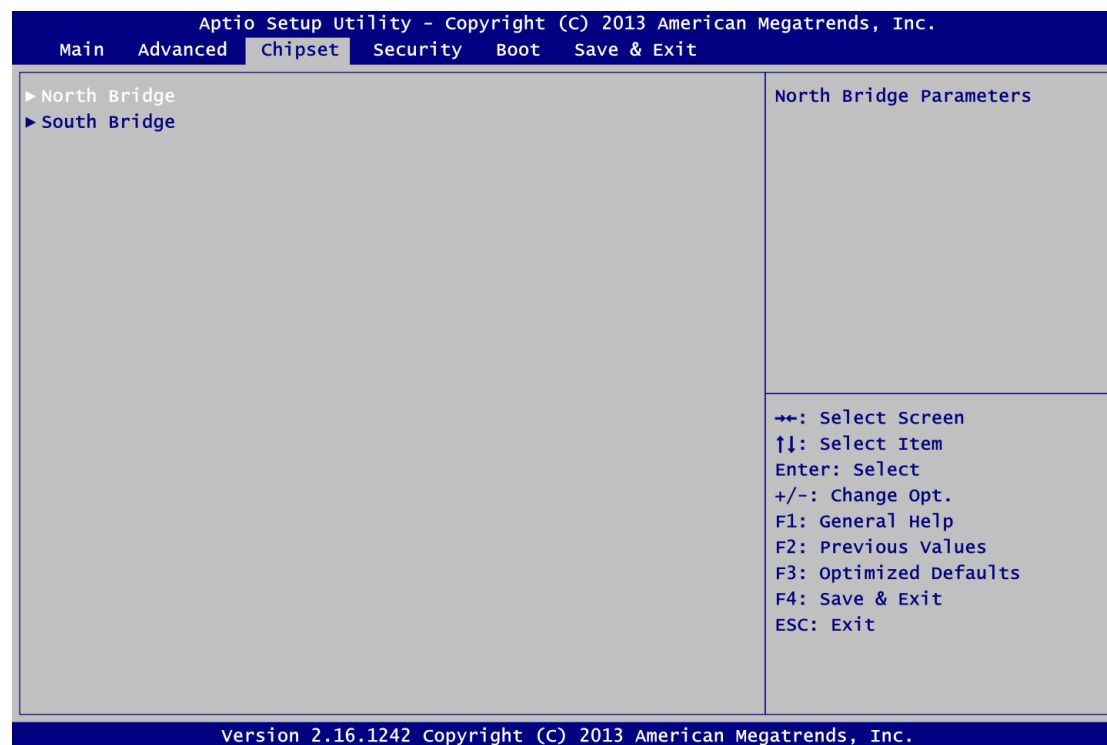 Aptio Setup Utility – Copyright (C) 2013 American Megatrends, Inc.
Main Advanced Chipset Security Boot Save & Exit
► North Bridge
► South Bridge
North Bridge Parameters
→←: Select Screen
↑↓: Select Item
Enter: Select
+/-: Change Opt.
F1: General Help
F2: Previous Values
F3: Optimized Defaults
F4: Save & Exit
ESC: Exit
Version 2.16.1242 Copyright (C) 2013 American Megatrends, Inc.